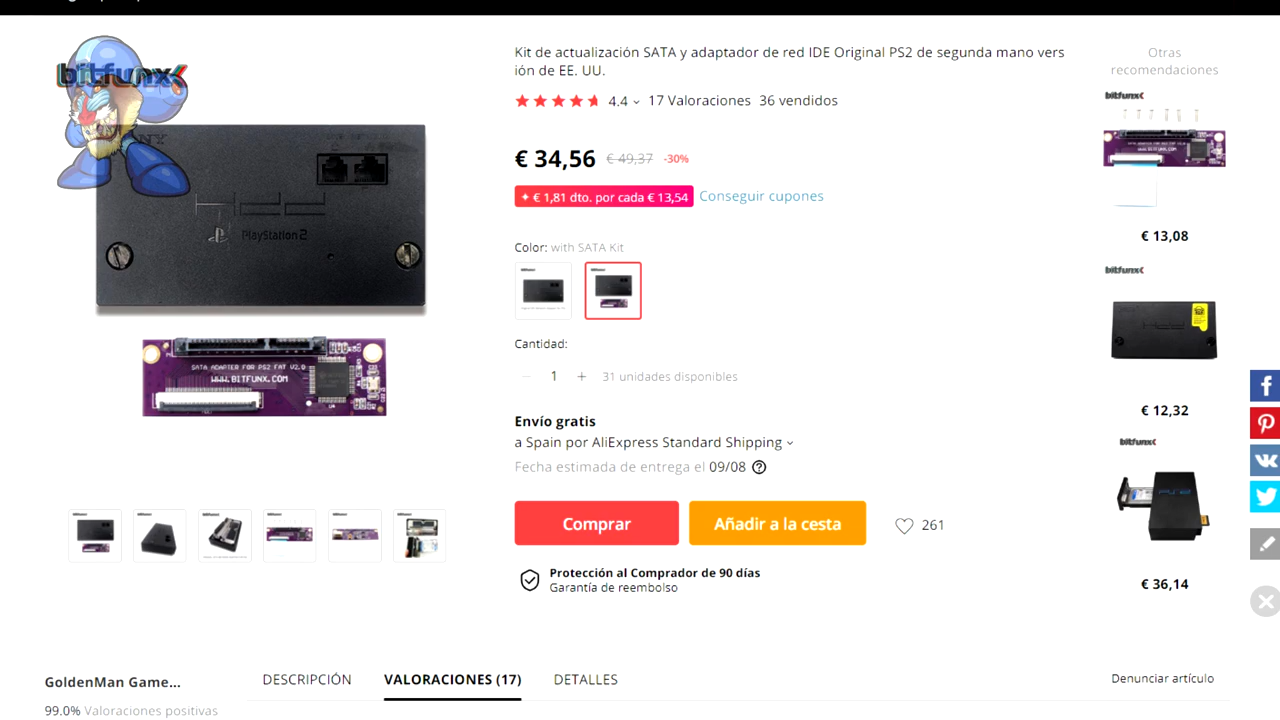 bitfunx
SONY
Hdd
PlayStation 2
SATA ADAPTER FOR PS2 FAT V2.0
WWW.BITFUNX.COM
Kit de actualización SATA y adaptador de red IDE Original PS2 de segunda mano vers
ión de EE. UU.
4.4 17 Valoraciones 36 vendidos
€ 34,56 € 49,37 -30%
€ 1,81 dto. por cada € 13,54 Conseguir cupones
Color: with SATA Kit
Cantidad:
1 + 31 unidades disponibles
Envío gratis
a Spain por AliExpress Standard Shipping
Fecha estimada de entrega el 09/08
Comprar
Añadir a la cesta
261
Protección al Comprador de 90 días
Garantía de reembolso
Otras
recomendaciones
bitfunx
€ 13,08
bitfunx
€ 12,32
bitfunx
€ 36,14
GoldenMan Game...
99.0% Valoraciones positivas
DESCRIPCIÓN
VALORACIONES (17)
DETALLES
Denunciar artículo